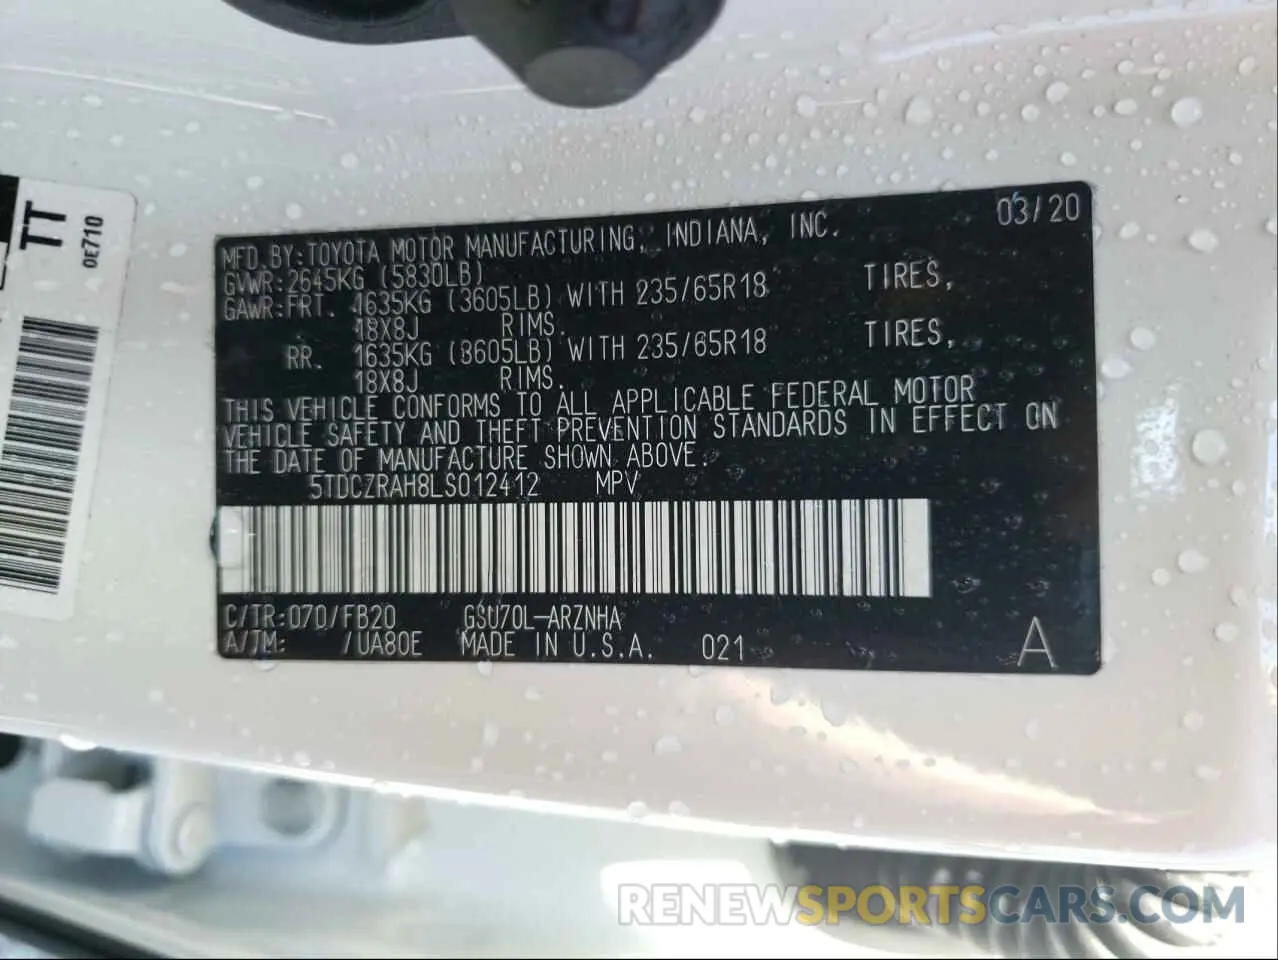 TT
0E710
03/20
MFD. BY: TOYOTA MOTOR MANUFACTURING, INDIANA, INC.
GVWR: 2645KG (5830LB)
GAWR: FRT. 1635KG (3605LB) WITH 235/65R18 TIRES,
18X8J RIMS.
RR. 1635KG (3605LB) WITH 235/65R18 TIRES,
18X8J RIMS.
THIS VEHICLE CONFORMS TO ALL APPLICABLE FEDERAL MOTOR
VEHICLE SAFETY AND THEFT PREVENTION STANDARDS IN EFFECT ON
THE DATE OF MANUFACTURE SHOWN ABOVE.
5TDCZRAH8LS012412 MPV
C/TR: 070/FB20 GSU70L-ARZNHA
A/TM: /UA80E MADE IN U.S.A. 021
A
RENEWSPORTSCARS.COM